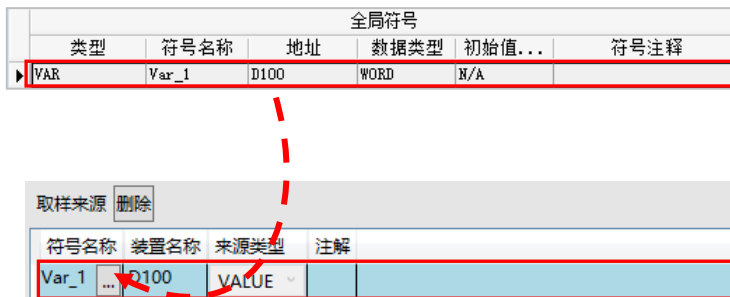 全局符号
类型 符号名称 地址 数据类型 初始值... 符号注释
VAR Var_1 D100 WORD N/A
取样来源 删除
符号名称 装置名称 来源类型 注解
Var_1 ... D100 VALUE